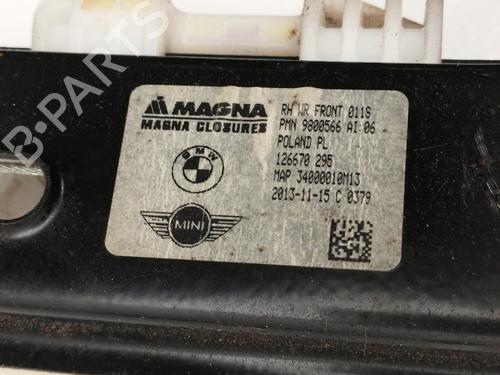 MAGNA
MAGNA CLOSURES
BMW
MINI
RH WR FRONT 011S
PMN 9800566 AI:06
POLAND PL
126670 295
MAP 34000010M13
2013-11-15 C 0379
B-PARTS